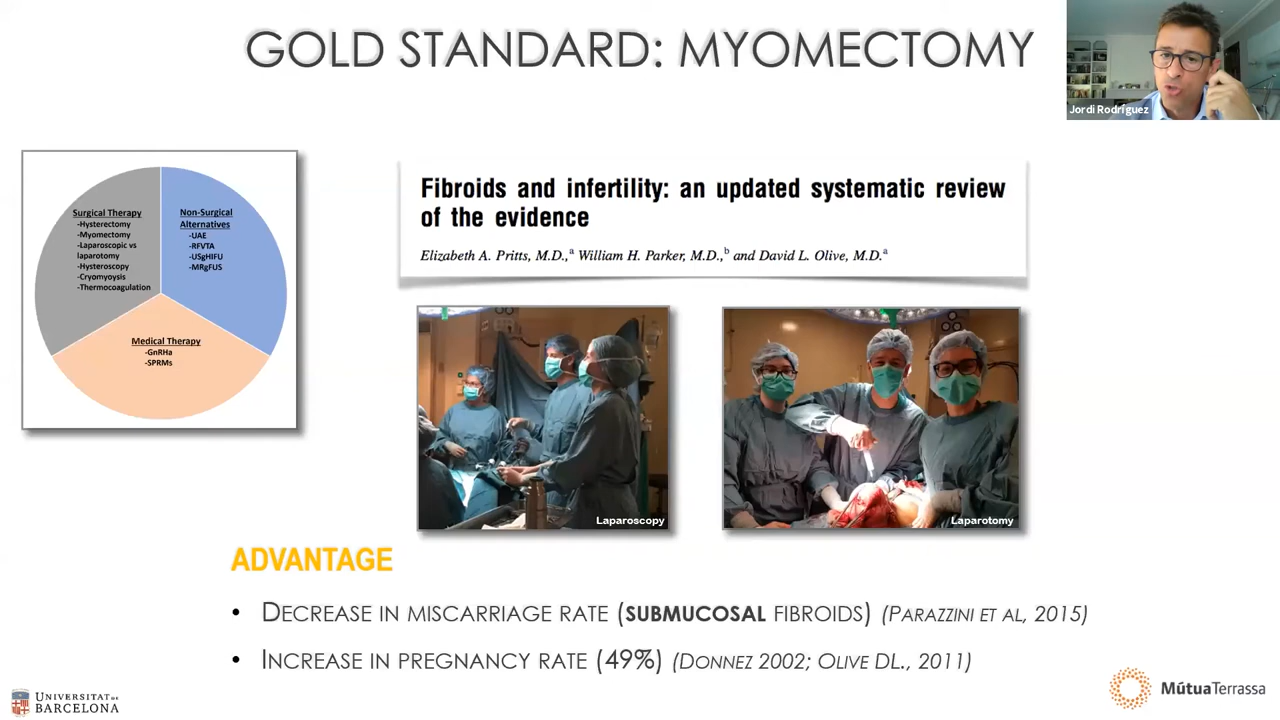 GOLD STANDARD: MYOMECTOMY
Jordi Rodríguez
Surgical Therapy
-Hysterectomy
-Myomectomy
-Laparoscopic vs
laparotomy
-Hysteroscopy
-Cryomyoysis
-Thermocoagulation
Non-Surgical
Alternatives
-UAE
-RFVTA
-USgHIFU
-MRgFUS
Medical Therapy
-GnRHa
-SPRMs
Fibroids and infertility: an updated systematic review
of the evidence
Elizabeth A. Pritts, M.D.,a William H. Parker, M.D.,b and David L. Olive, M.D.a
Laparoscopy
Laparotomy
ADVANTAGE
• DECREASE IN MISCARRIAGE RATE (SUBMUCOSAL FIBROIDS) (PARAZZINI ET AL, 2015)
• INCREASE IN PREGNANCY RATE (49%) (DONNEZ 2002; OLIVE DL., 2011)
UNIVERSITAT DE
BARCELONA
MútuaTerrassa